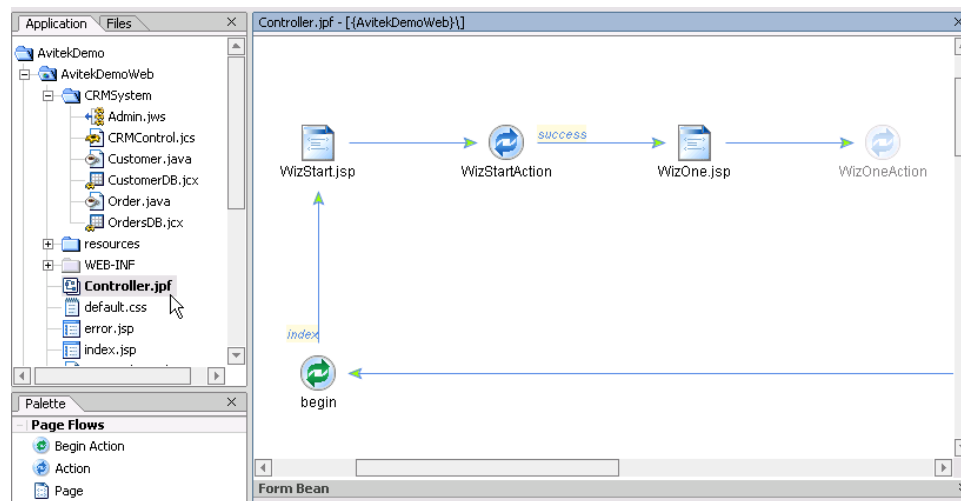 Application Files
AvitekDemo
AvitekDemoWeb
CRMSystem
Admin.jws
CRMControl.jcs
Customer.java
CustomerDB.jcx
Order.java
OrdersDB.jcx
resources
WEB-INF
Controller.jpf
default.css
error.jsp
index.jsp
Palette
Page Flows
Begin Action
Action
Page
Controller.jpf - [{AvitekDemoWeb}\]
success
WizStart.jsp WizStartAction WizOne.jsp WizOneAction
index
begin
Form Bean